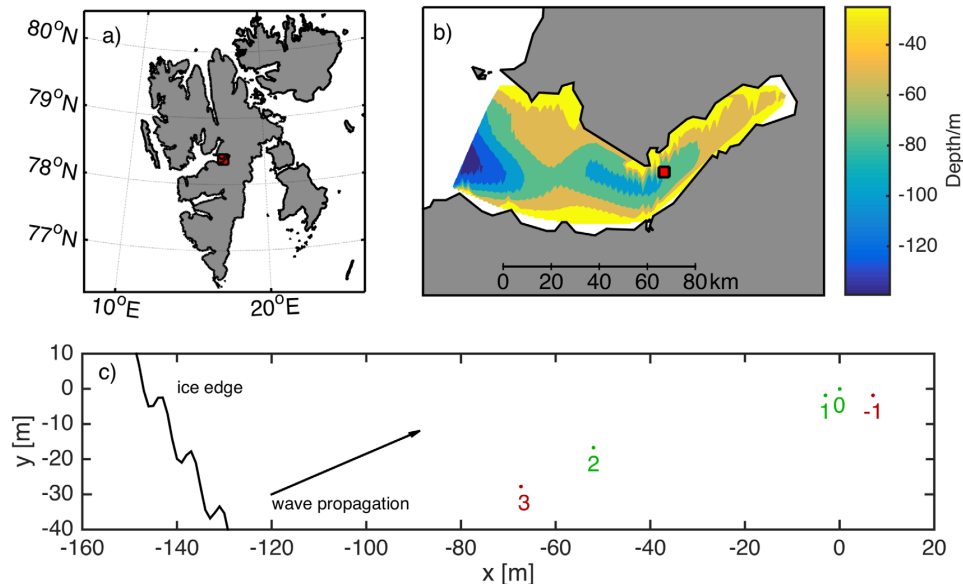 a)
80°N
79°N
78°N
77°N
10°E
20°E
b)
0 20 40 60 80 km
-40
-60
-80
-100
-120
Depth/m
c)
10
0
-10
-20
-30
-40
y [m]
ice edge
wave propagation
3
2
1
0
-1
-160 -140 -120 -100 -80 -60 -40 -20 0 20
x [m]